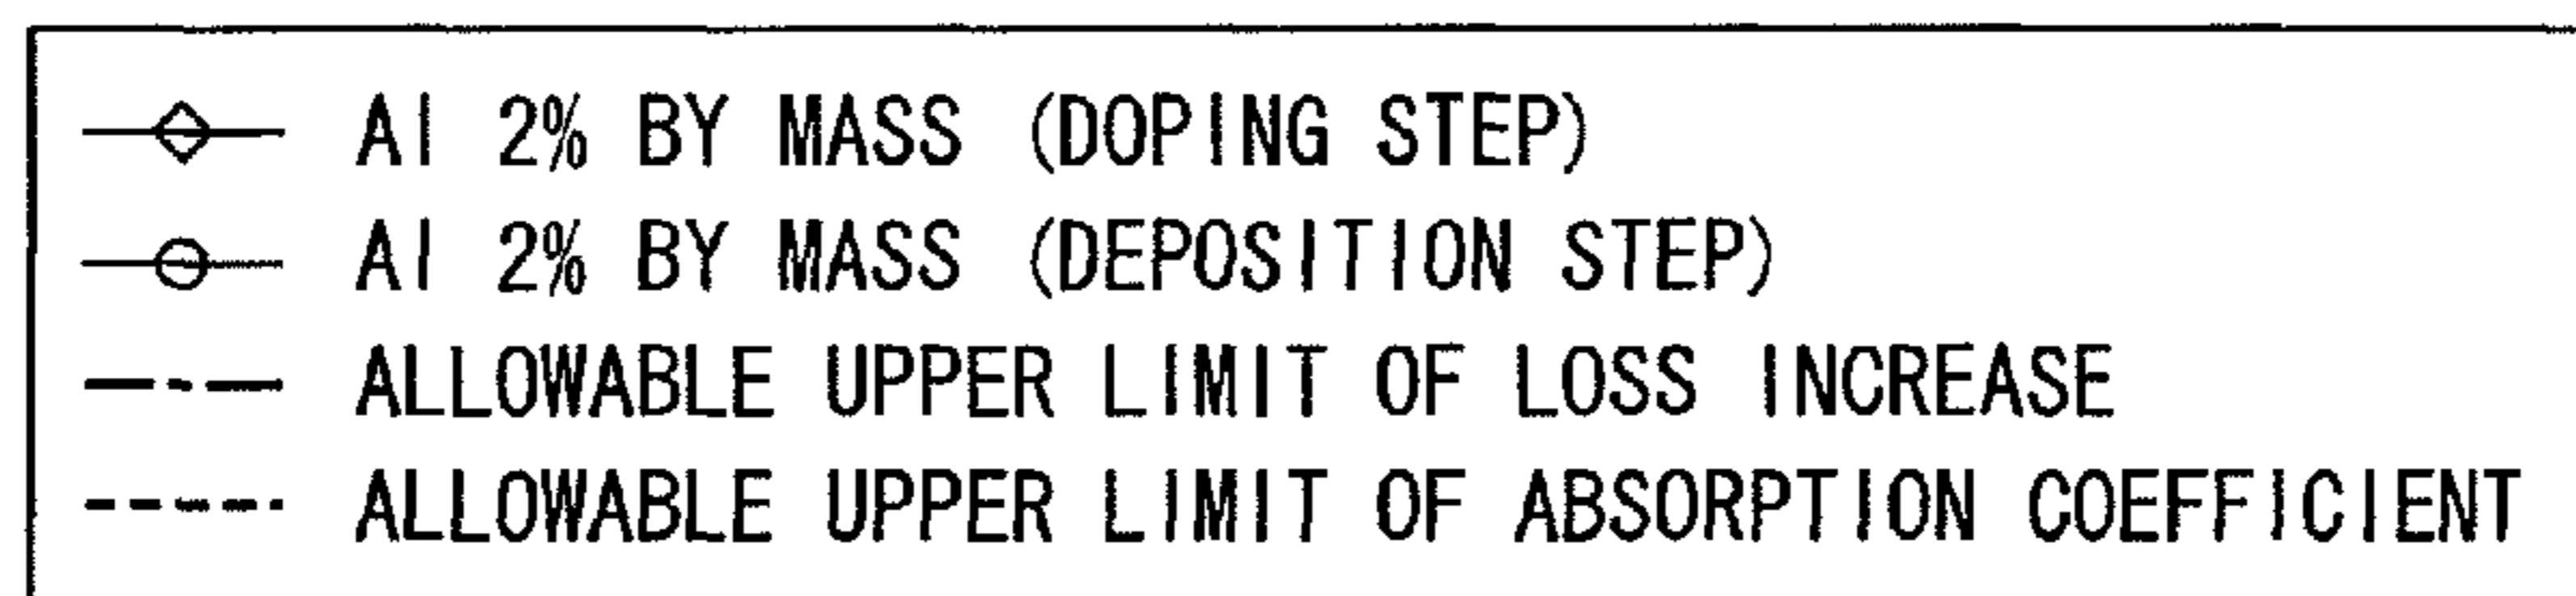 Al 2% BY MASS (DOPING STEP)
Al 2% BY MASS (DEPOSITION STEP)
ALLOWABLE UPPER LIMIT OF LOSS INCREASE
ALLOWABLE UPPER LIMIT OF ABSORPTION COEFFICIENT